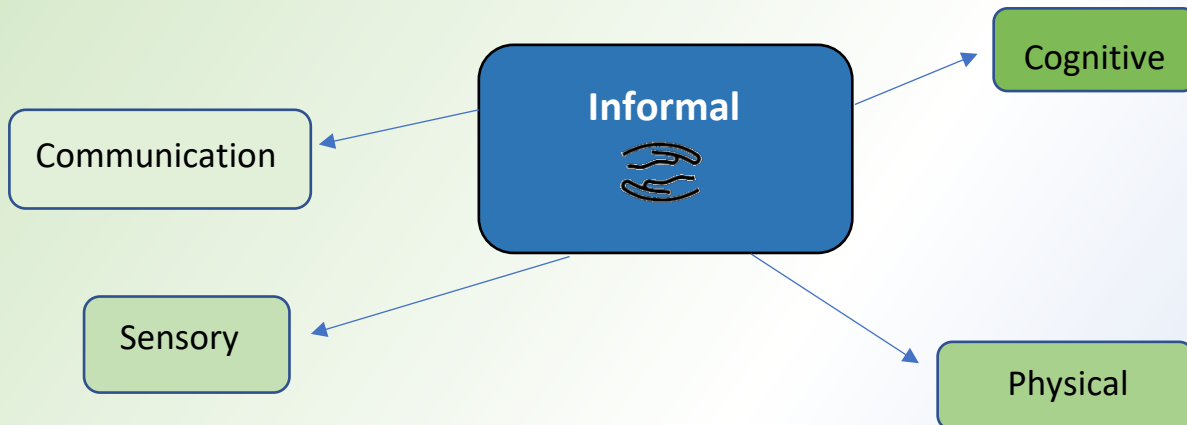 Cognitive
Informal
Communication
Sensory
Physical